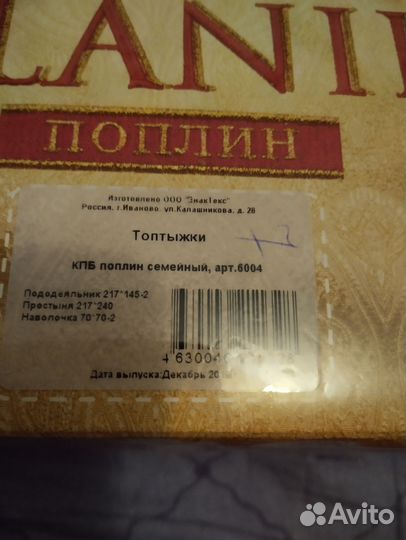 LANI
ПОПЛИН
Изготовлено ООО "ЗнакТекс"
Россия, г.Иваново, ул.Калашникова, д. 28
Топтыжки
КПБ поплин семейный, арт.6004
Пододеяльник 217*145-2
Простыня 217*240
Наволочка 70*70-2
Дата выпуска:Декабрь
Avito